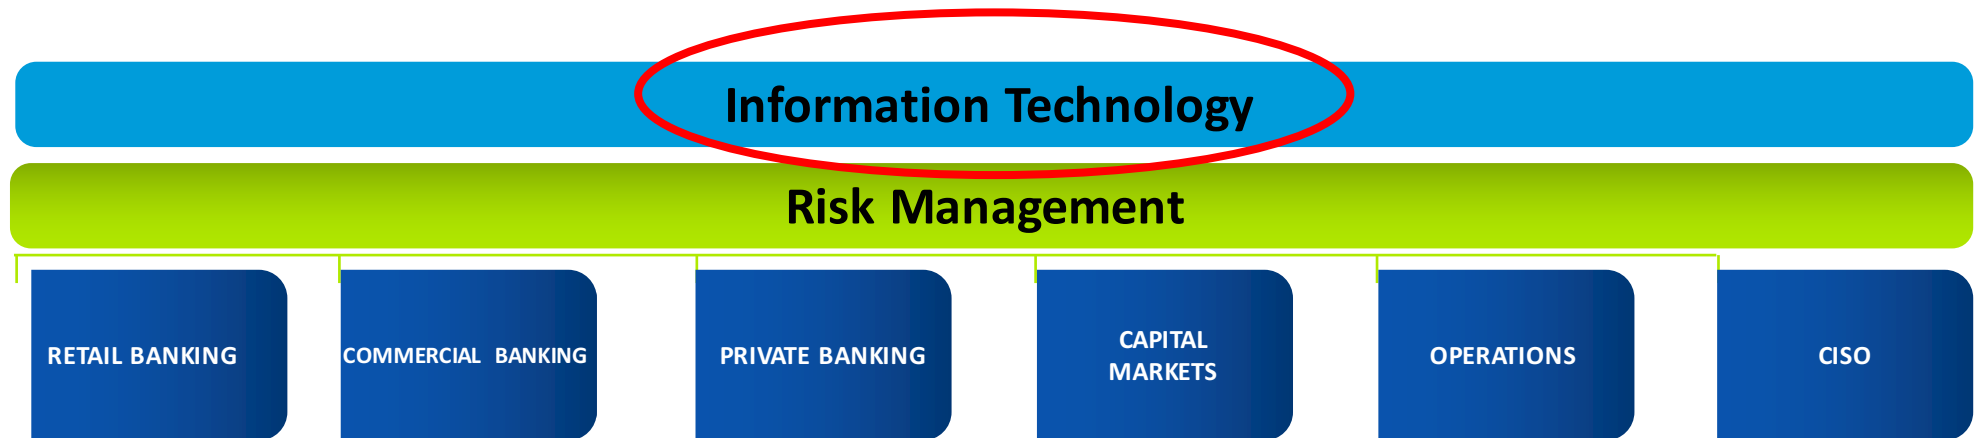 Information Technology
Risk Management
RETAIL BANKING
COMMERCIAL BANKING
PRIVATE BANKING
CAPITAL
MARKETS
OPERATIONS
CISO